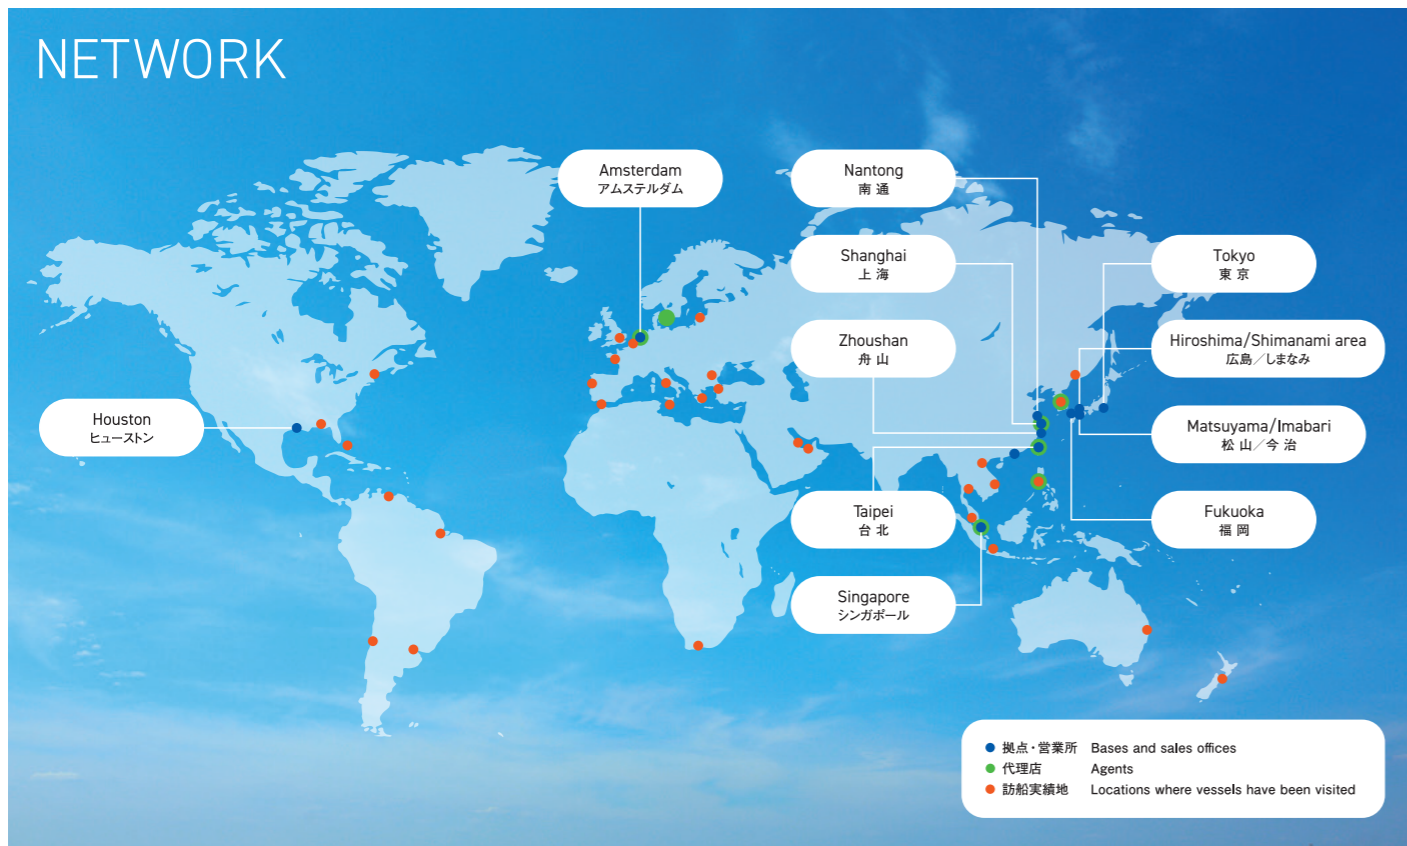 NETWORK
Amsterdam
アムステルダム
Nantong
南 通
Shanghai
上 海
Tokyo
東 京
Zhoushan
舟 山
Hiroshima/Shimanami area
広島／しまなみ
Houston
ヒューストン
Matsuyama/Imabari
松 山／今 治
Taipei
台 北
Fukuoka
福 岡
Singapore
シンガポール
拠点・営業所 Bases and sales offices
代理店 Agents
訪船実績地 Locations where vessels have been visited